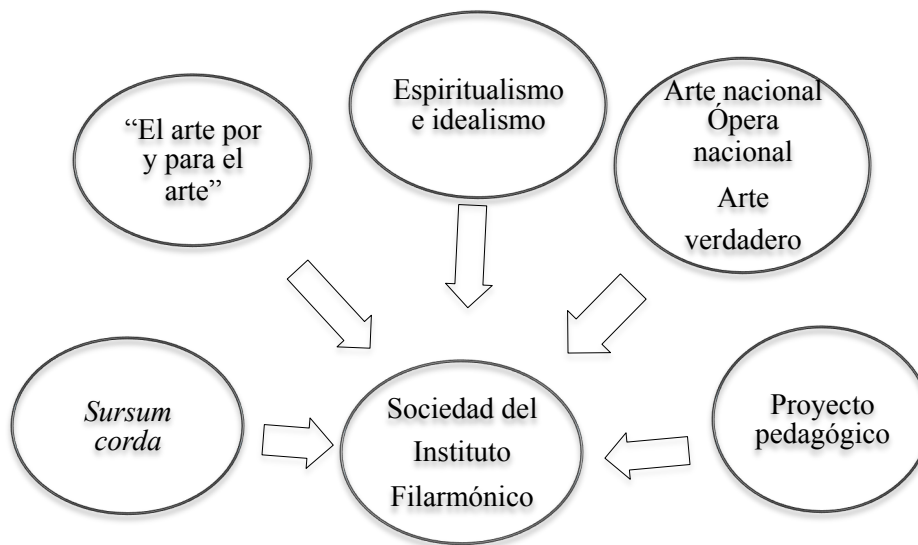 “El arte por
y para el
arte”
Espiritualismo
e idealismo
Arte nacional
Ópera
nacional
Arte
verdadero
Sursum
corda
Sociedad del
Instituto
Filarmónico
Proyecto
pedagógico